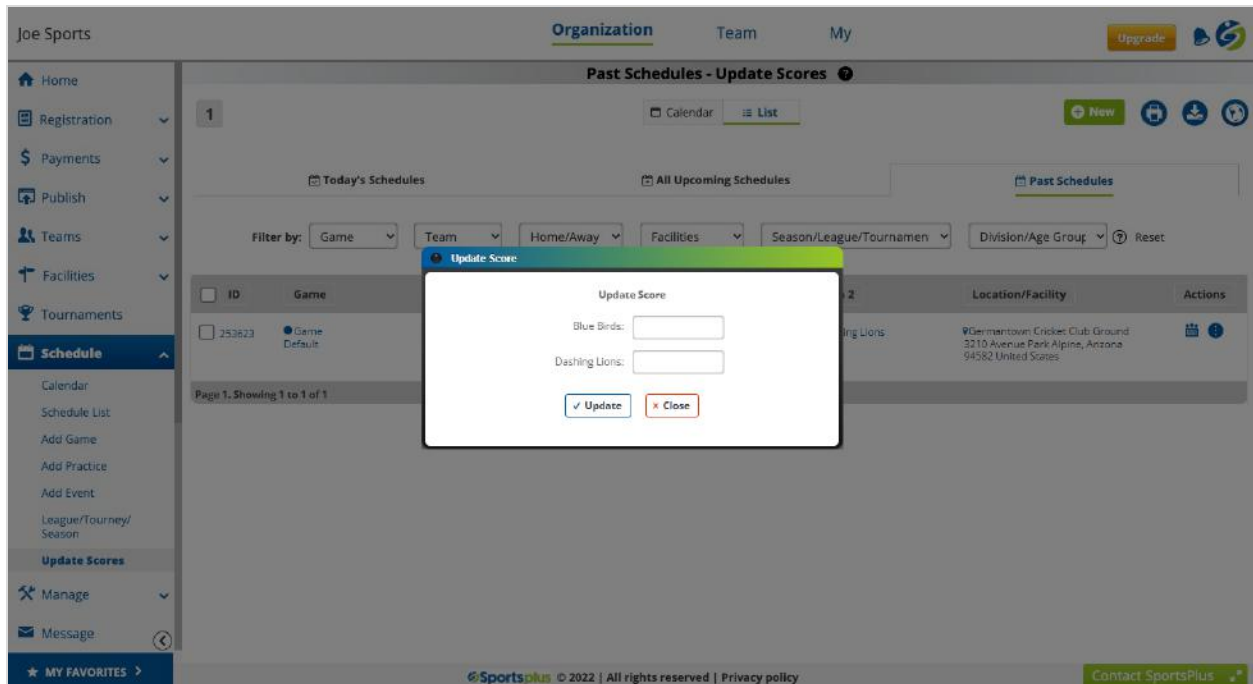 Joe Sports
Organization
Team
My
Upgrade
Home
Registration
Payments
Publish
Teams
Facilities
Tournaments
Schedule
Calendar
Schedule List
Add Game
Add Practice
Add Event
League/Tourney/
Season
Update Scores
Manage
Message
MY FAVORITES
Past Schedules - Update Scores
1
Calendar
List
New
Today's Schedules
All Upcoming Schedules
Past Schedules
Filter by:
Game
Team
Home/Away
Facilities
Season/League/Tournamen
Division/Age Group
Reset
ID
Game
2
Location/Facility
Actions
253623
Game
Default
ing Lions
Germantown Cricket Club Ground
3210 Avenue Park Alpine, Arizona
94582 United States
Page 1. Showing 1 to 1 of 1
Update Score
Update Score
Blue Birds:
Dashing Lions:
✓ Update
× Close
Sportsplus © 2022 | All rights reserved | Privacy policy
Contact SportsPlus